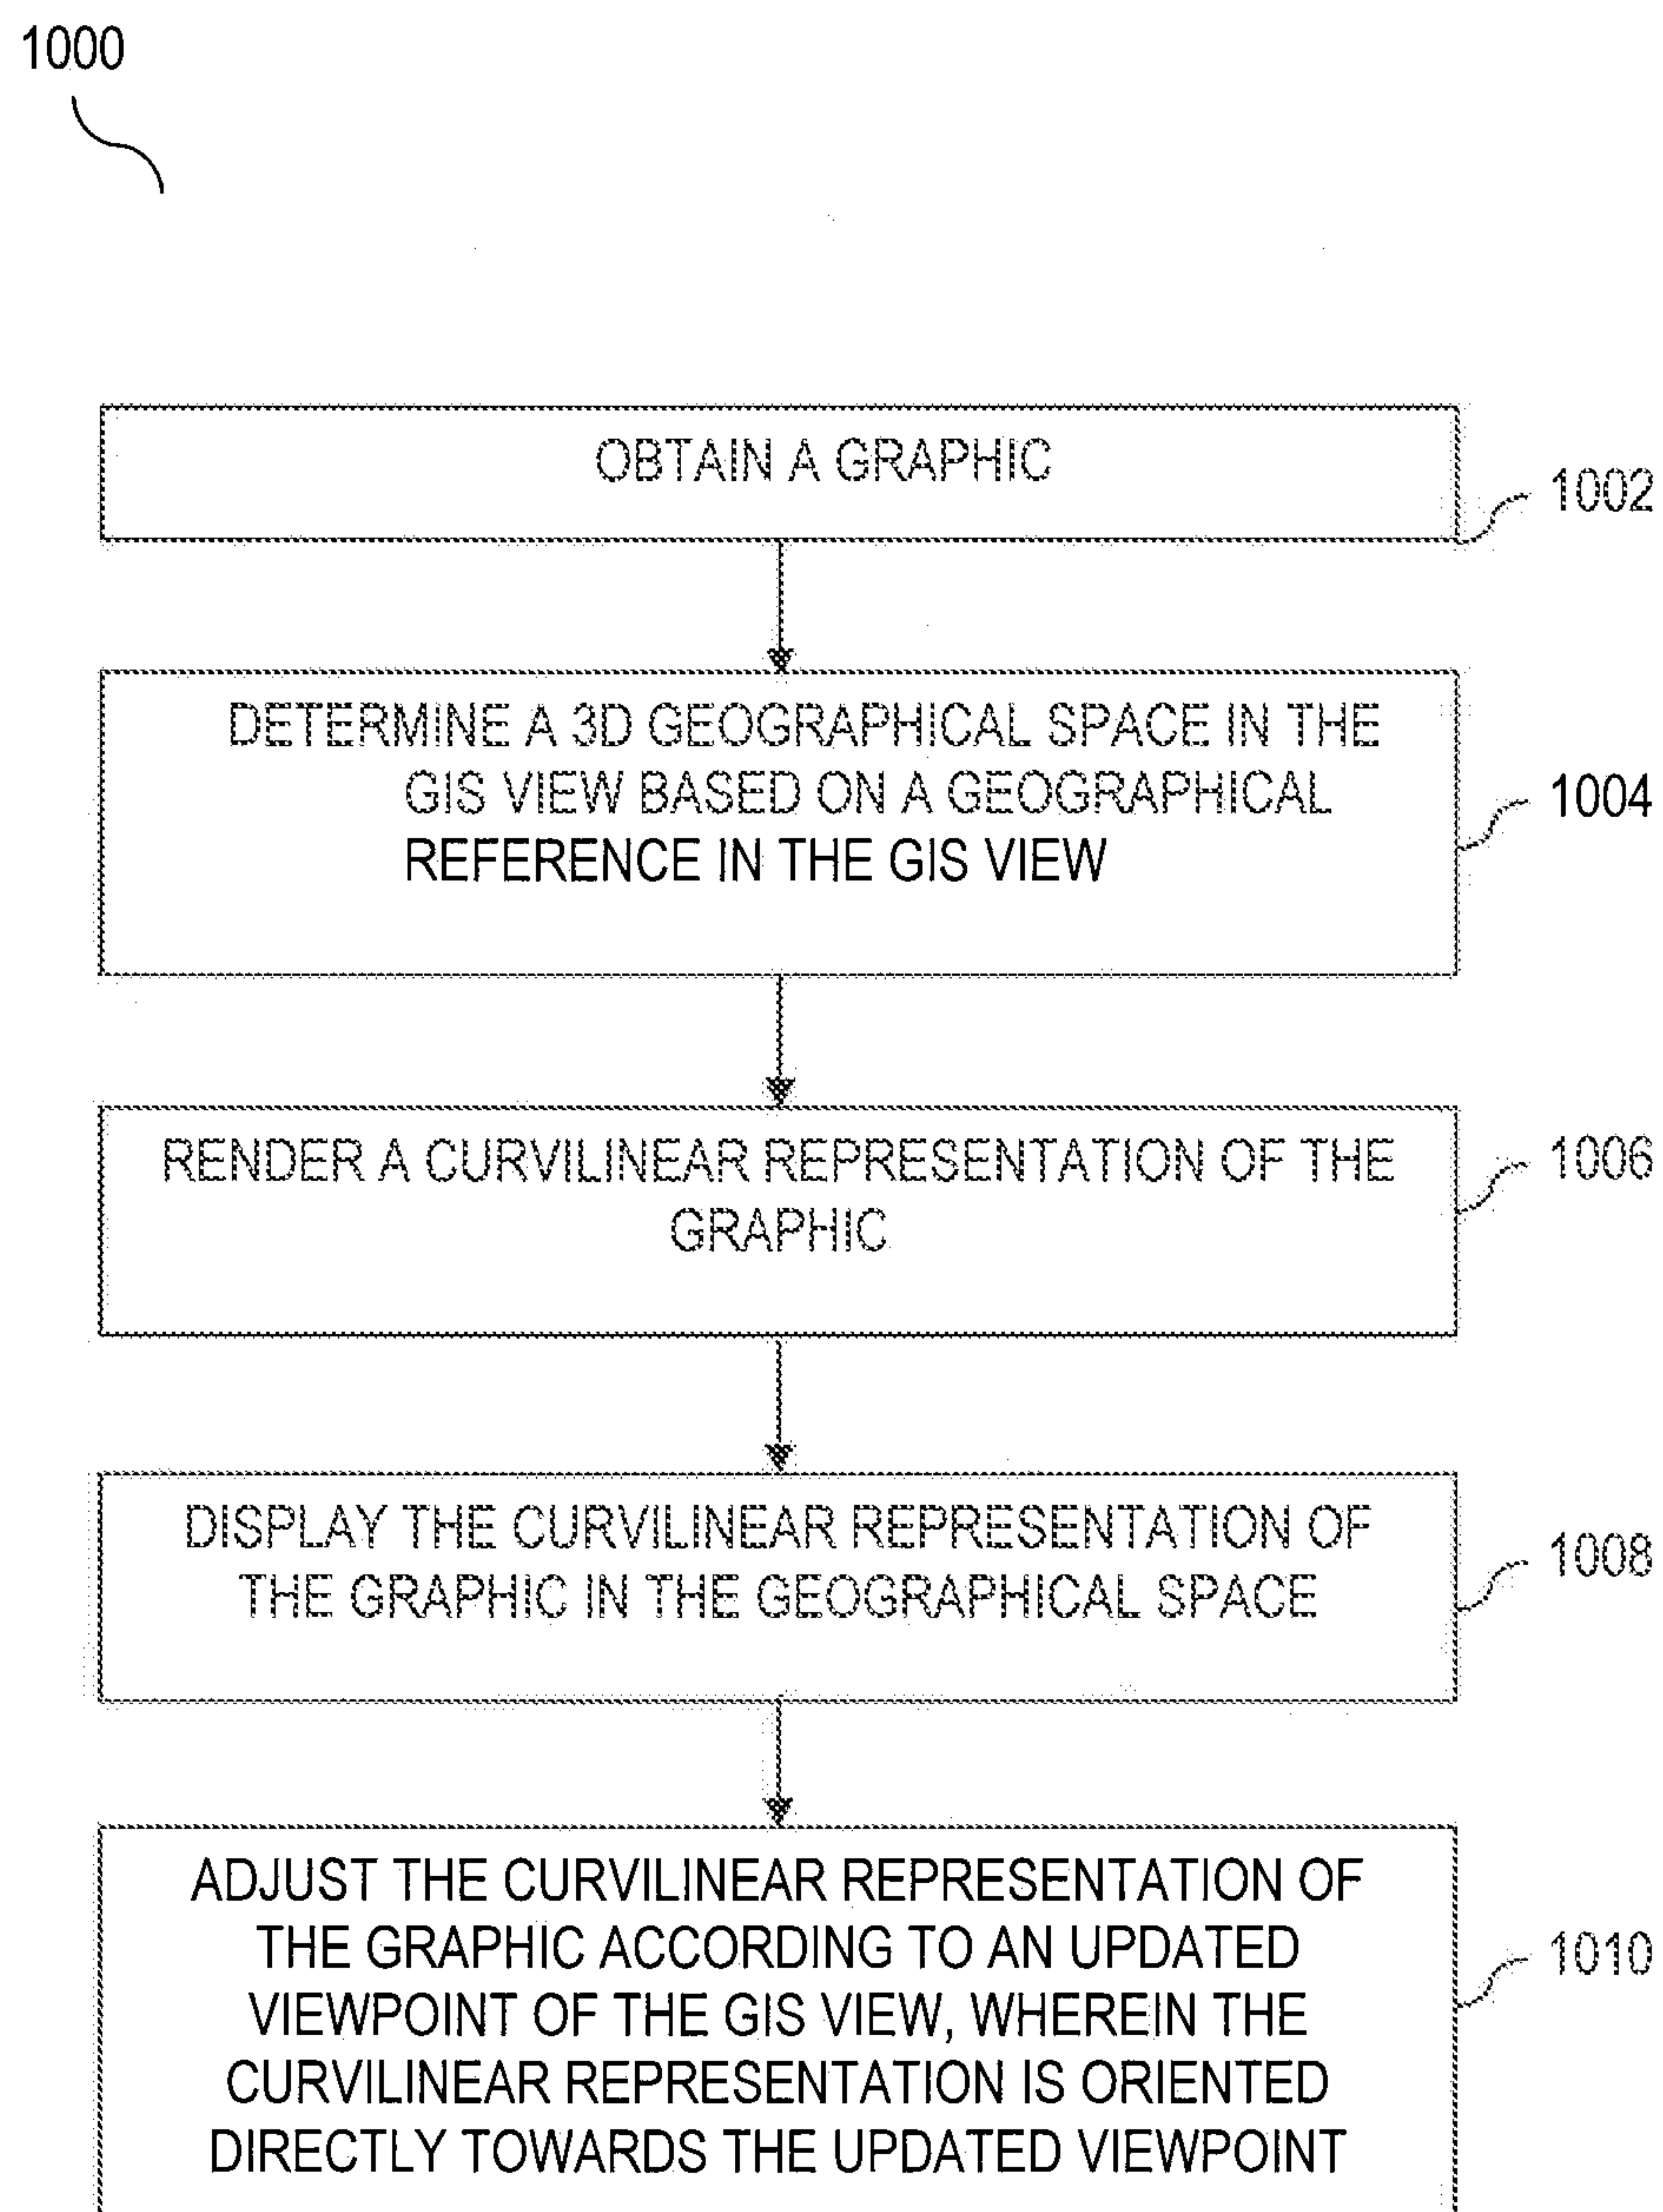 1000
OBTAIN A GRAPHIC
1002
DETERMINE A 3D GEOGRAPHICAL SPACE IN THE
GIS VIEW BASED ON A GEOGRAPHICAL
REFERENCE IN THE GIS VIEW
1004
RENDER A CURVILINEAR REPRESENTATION OF THE
GRAPHIC
1006
DISPLAY THE CURVILINEAR REPRESENTATION OF
THE GRAPHIC IN THE GEOGRAPHICAL SPACE
1008
ADJUST THE CURVILINEAR REPRESENTATION OF
THE GRAPHIC ACCORDING TO AN UPDATED
VIEWPOINT OF THE GIS VIEW, WHEREIN THE
CURVILINEAR REPRESENTATION IS ORIENTED
DIRECTLY TOWARDS THE UPDATED VIEWPOINT
1010